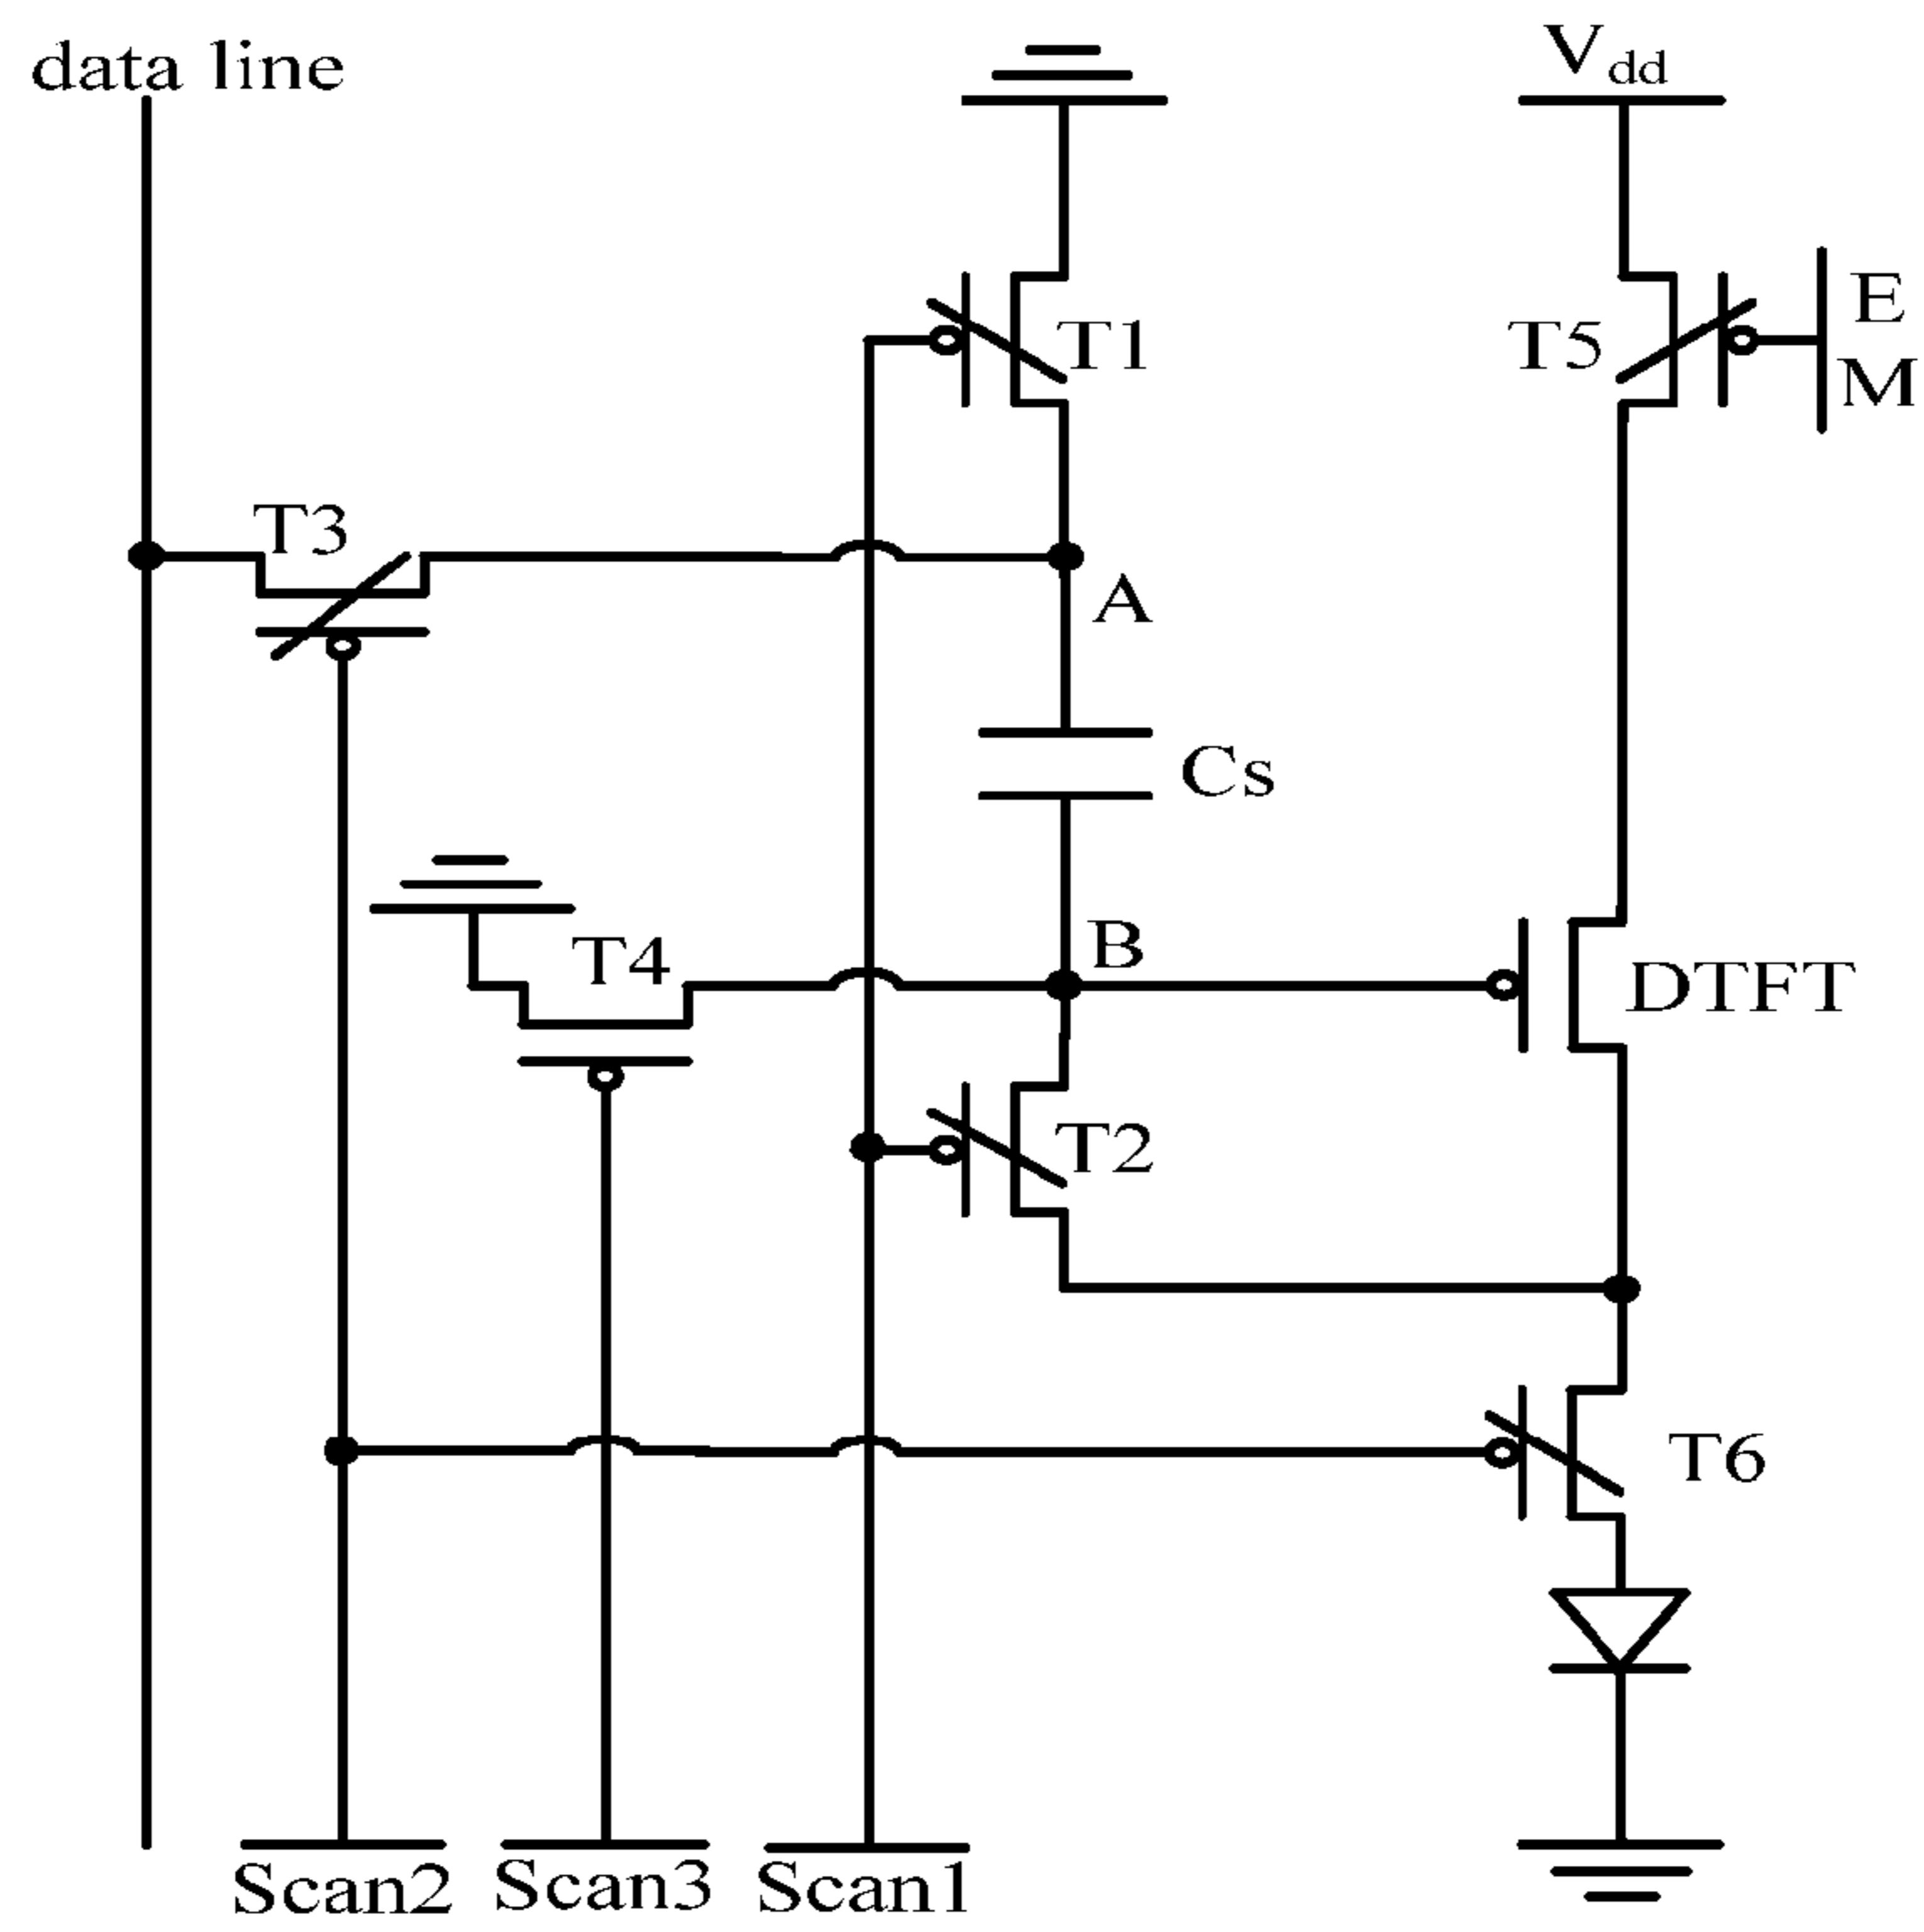 data line
Vdd
T1
T5
E
M
T3
A
Cs
B
T4
DTFT
T2
T6
Scan2
Scan3
Scan1